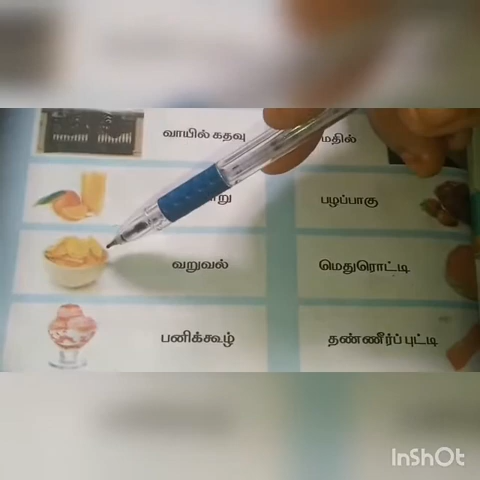 வாயில் கதவு
மதில்
பழப்பாகு
வறுவல்
மெதுரொட்டி
பனிக்கூழ்
தண்ணீர்ப் புட்டி
InShOt